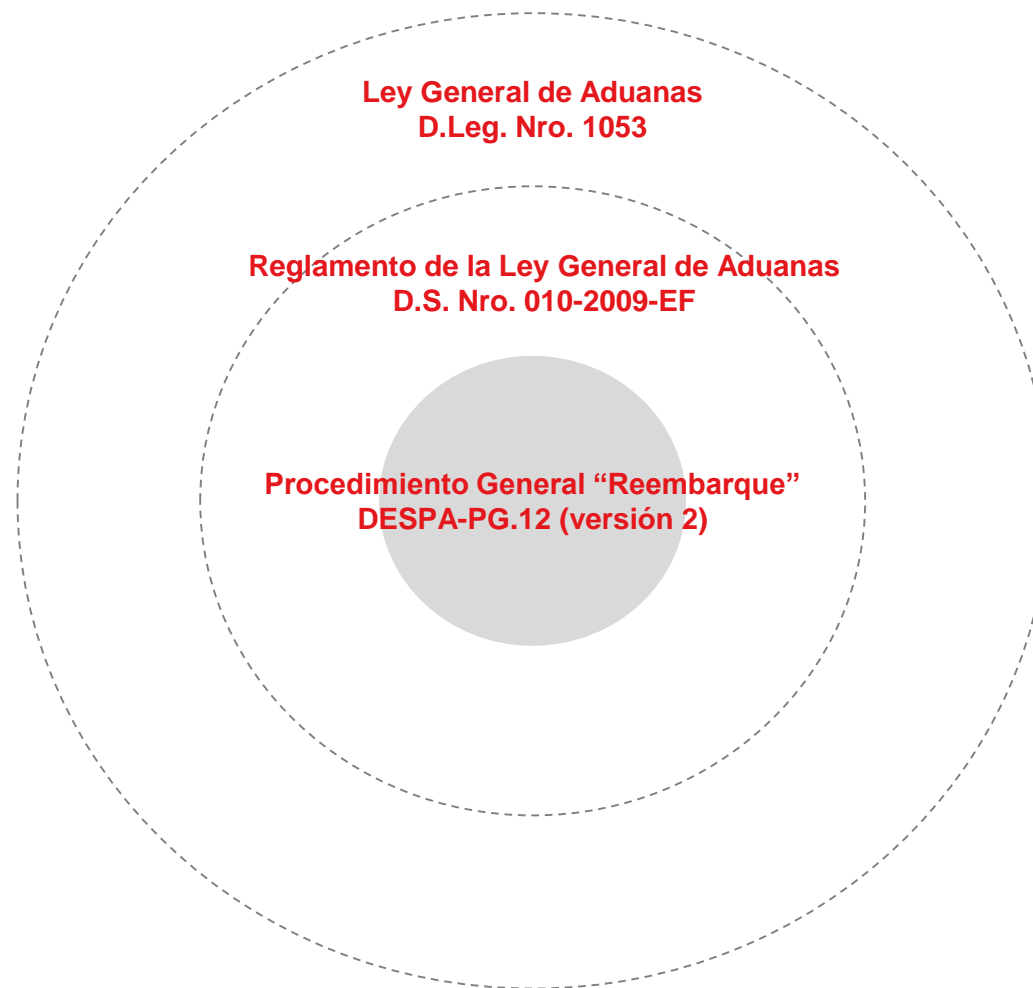 Ley General de Aduanas
D.Leg. Nro. 1053
Reglamento de la Ley General de Aduanas
D.S. Nro. 010-2009-EF
Procedimiento General “Reembarque”
DESPA-PG.12 (versión 2)